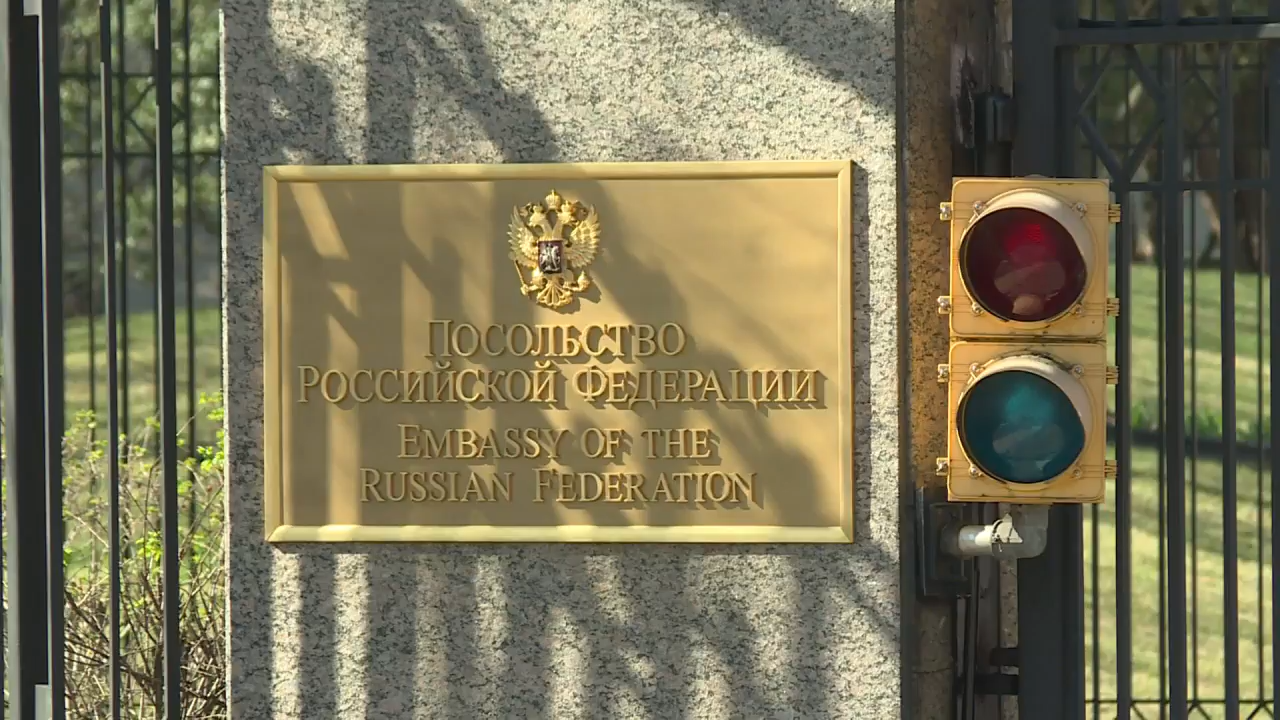 ПОСОЛЬСТВО
РОССИЙСКОЙ ФЕДЕРАЦИИ
EMBASSY OF THE
RUSSIAN FEDERATION